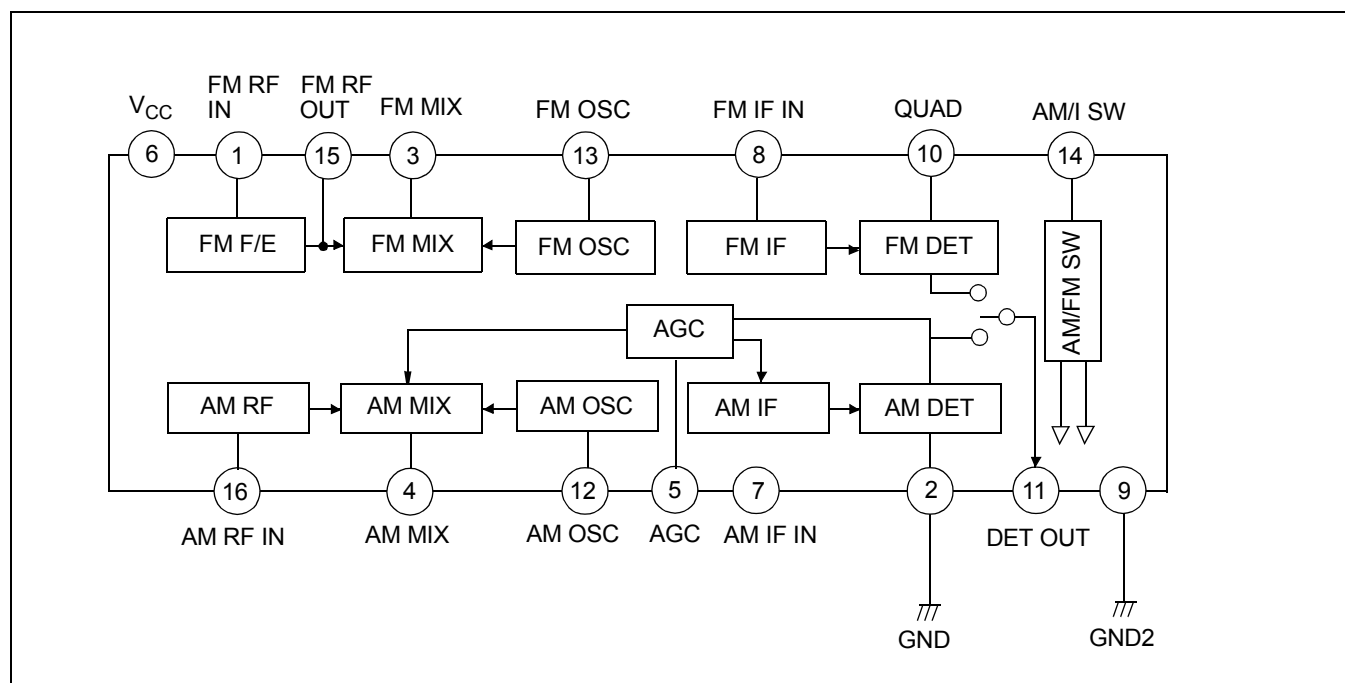 V_CC
FM RF
IN
FM RF
OUT
FM MIX
FM OSC
FM IF IN
QUAD
AM/I SW
6
1
15
3
13
8
10
14
FM F/E
FM MIX
FM OSC
FM IF
FM DET
AM/FM SW
AGC
AM RF
AM MIX
AM OSC
AM IF
AM DET
16
4
12
5
7
2
11
9
AM RF IN
AM MIX
AM OSC
AGC
AM IF IN
DET OUT
GND
GND2